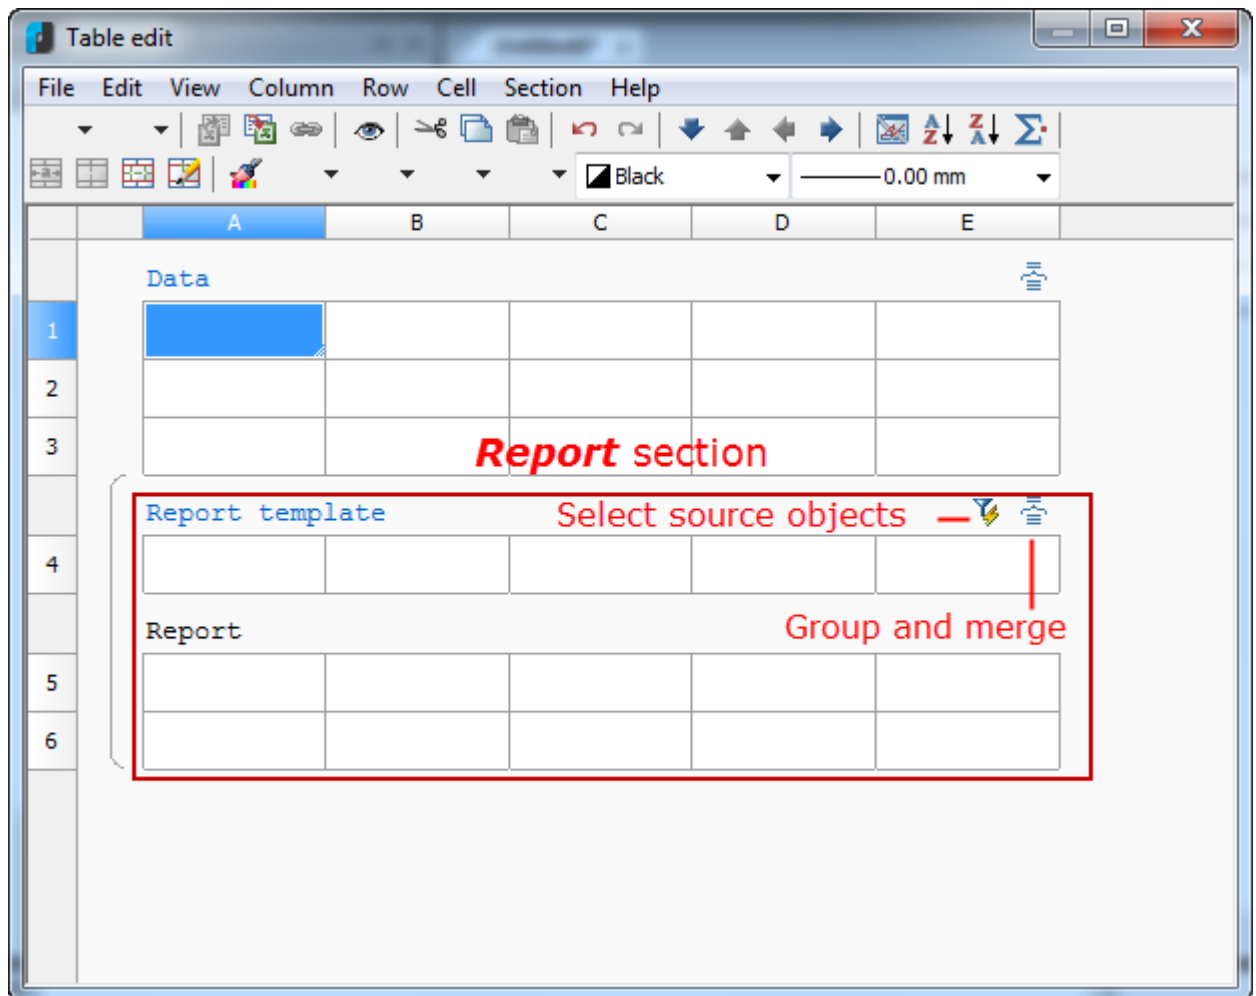 Table edit
File Edit View Column Row Cell Section Help
Black 0.00 mm
A B C D E
Data
1
2
3
Report section
Report template Select source objects
4
Group and merge
Report
5
6